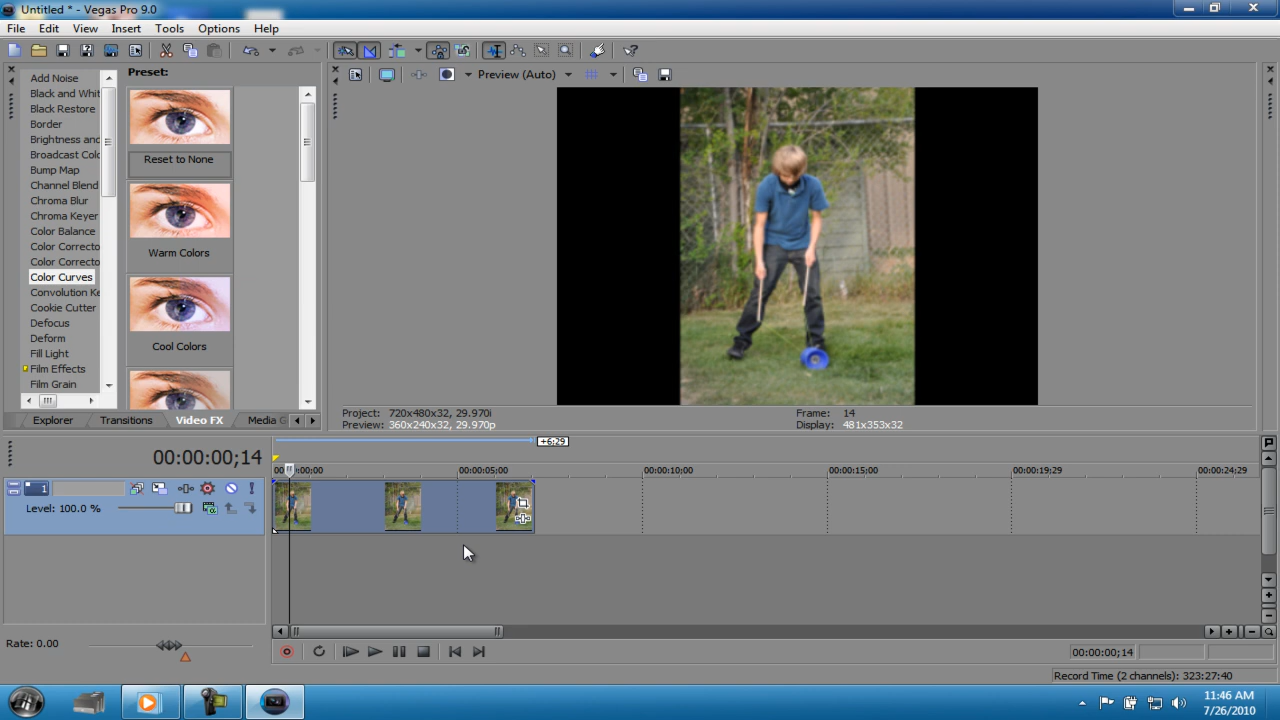 Untitled * - Vegas Pro 9.0
File Edit View Insert Tools Options Help
Preview (Auto)
Add Noise
Black and Whit
Black Restore
Border
Brightness and
Broadcast Colo
Bump Map
Channel Blend
Chroma Blur
Chroma Keyer
Color Balance
Color Correcto
Color Correcto
Color Curves
Convolution Ke
Cookie Cutter
Defocus
Deform
Fill Light
Film Effects
Film Grain
Preset:
Reset to None
Warm Colors
Cool Colors
Explorer Transitions Video FX Media G
Project: 720x480x32, 29.970i
Preview: 360x240x32, 29.970p
Frame: 14
Display: 481x353x32
+6:29
00:00:00;14
00:00:05;00 00:00:10;00 00:00:15;00 00:00:19;29 00:00:24;29
1
Level: 100.0 %
Rate: 0.00
00:00:00;14
Record Time (2 channels): 323:27:40
11:46 AM
7/26/2010